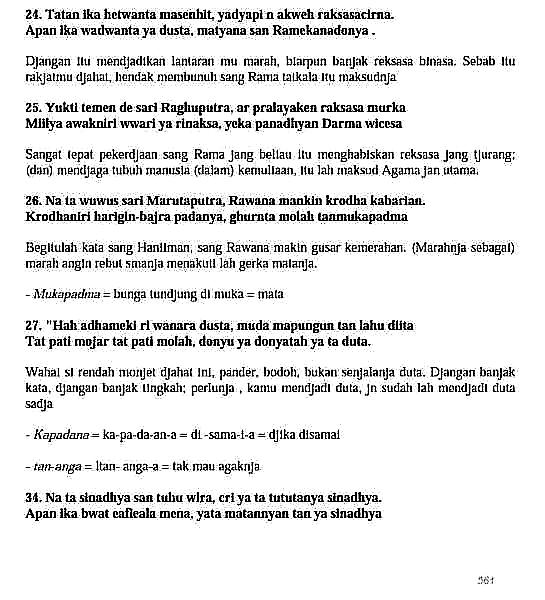 24. Tatan ika hetwanta masenhit, yadyapi n akweh raksasacirna.
Apan ika wadwanta ya dusta, matyana san Ramekanadonya .
Djangan itu mendjadikan lantaran mu marah, biarpun banjak reksasa binasa. Sebab itu
rakjatmu djahat, hendak membunuh sang Rama taikala itu maksudnja
25. Yukti temen de sari Raghuputra, ar pralayaken raksasa murka
Miilya awakniri wwari ya rinaksa, yeka panadhyan Darma wicesa
Sangat tepat pekerdjaan sang Rama jang beliau itu menghabiskan reksasa jang tjurang;
(dan) mendjaga tubuh manusia (dalam) kemuliaan, itu lah maksud Agama jan utama.
26. Na ta wuwus sari Marutaputra, Rawana mankin krodha kabarian.
Krodhaniri harigin-bajra padanya, ghurnta molah tanmukapadma
Begitulah kata sang Haniiman, sang Rawana makin gusar kemerahan. (Marahnja sebagai)
marah angin rebut smanja menakuti lah gerka matanja.
- Mukapadma = bunga tundjung di muka = mata
27. "Hah adhameki ri wanara dusta, muda mapungun tan lahu diita
Tat pati mojar tat pati molah, donyu ya donyatah ya ta duta.
Wahai si rendah monjet djahat ini, pander, bodoh, bukan senjalanja duta. Djangan banjak
kata, djangan banjak tingkah; perlunja , kamu mendjadi duta, jn sudah lah mendjadi duta
sadja
- Kapadana = ka-pa-da-an-a = di -sama-i-a = djika disamai
- tan-anga = Itan- anga-a = tak mau agaknja
34. Na ta sinadhya san tuhu wira, cri ya ta tututanya sinadhya.
Apan ika bwat eafleala mena, yata matannyan tan ya sinadhya
561